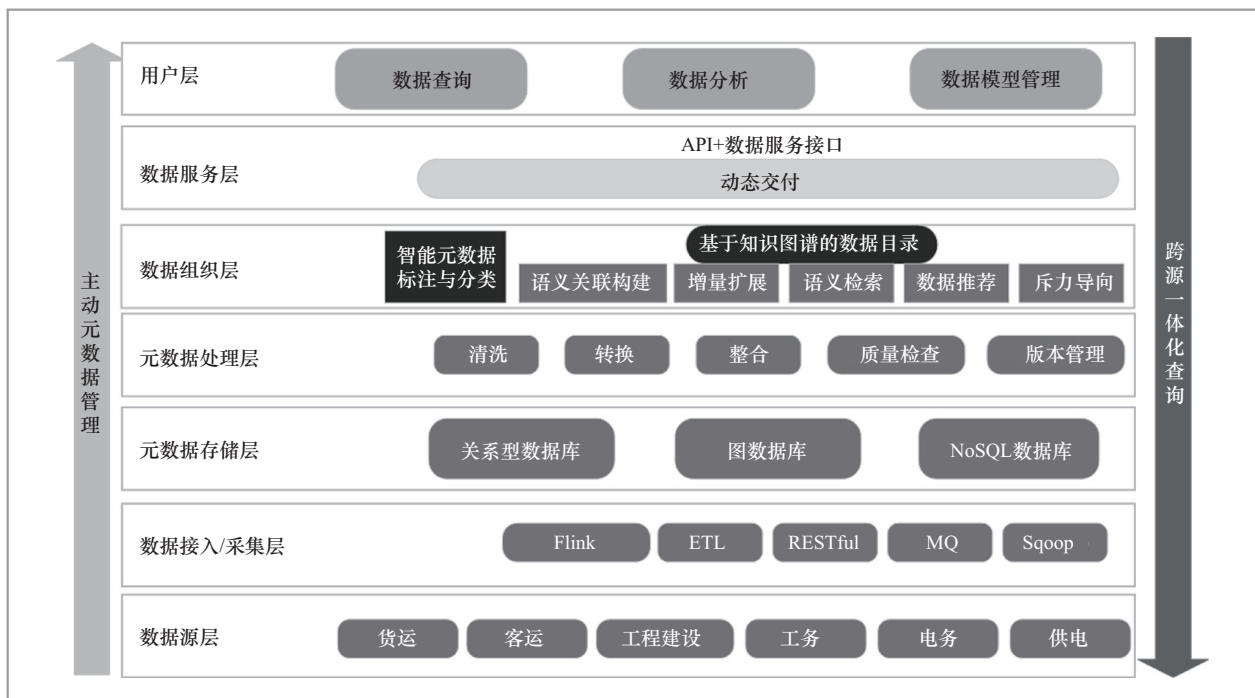 用户层
数据查询
数据分析
数据模型管理
数据服务层
API+数据服务接口
动态交付
数据组织层
智能元数据
标注与分类
基于知识图谱的数据目录
语义关联构建
增量扩展
语义检索
数据推荐
斥力导向
元数据处理层
清洗
转换
整合
质量检查
版本管理
元数据存储层
关系型数据库
图数据库
NoSQL数据库
数据接入/采集层
Flink
ETL
RESTful
MQ
Sqoop
数据源层
货运
客运
工程建设
工务
电务
供电
主动元数据管理
跨源一体化查询